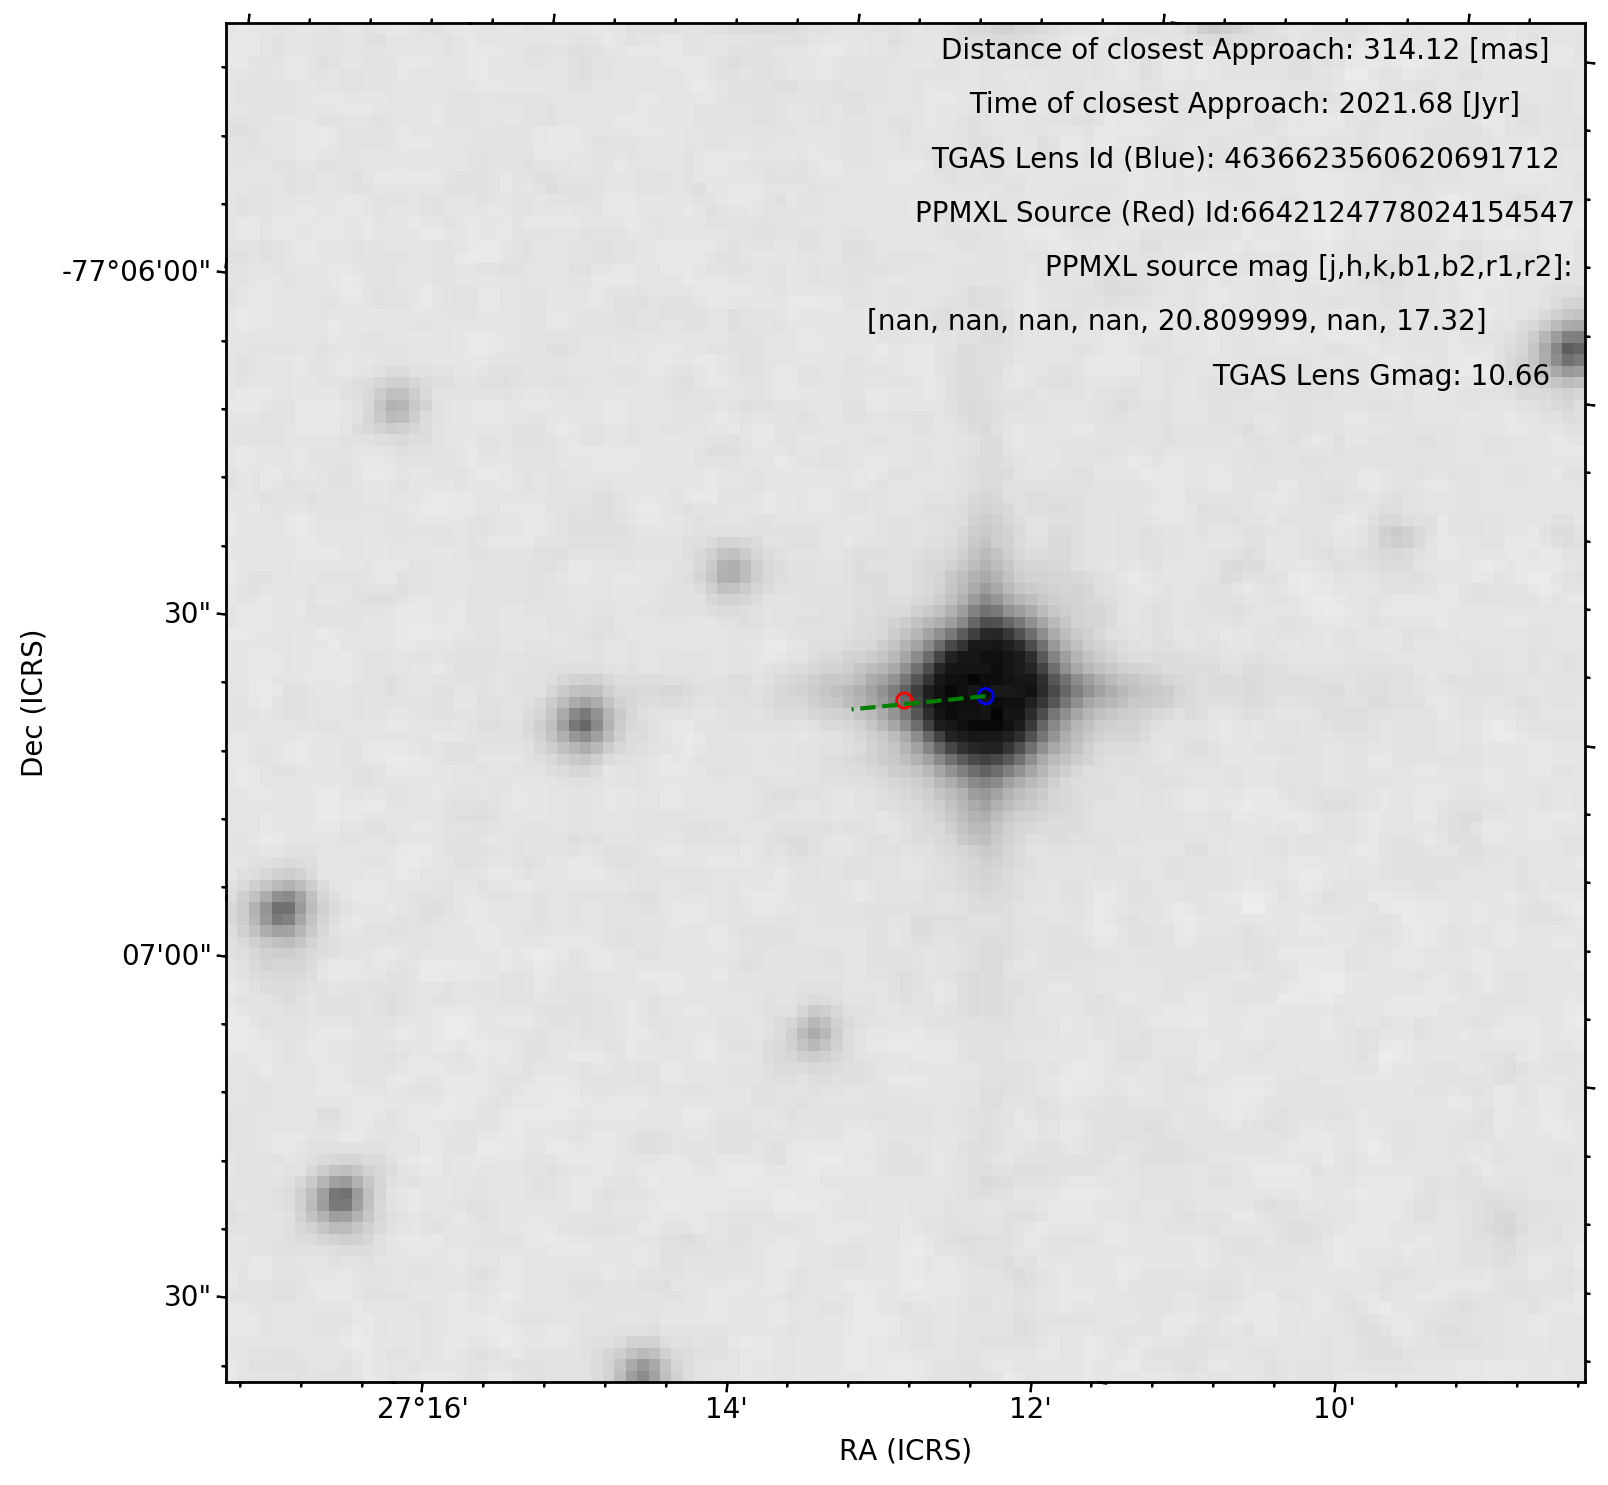 Distance of closest Approach: 314.12 [mas]
Time of closest Approach: 2021.68 [Jyr]
TGAS Lens Id (Blue): 4636623560620691712
PPMXL Source (Red) Id:6642124778024154547
PPMXL source mag [j,h,k,b1,b2,r1,r2]:
[nan, nan, nan, nan, 20.809999, nan, 17.32]
TGAS Lens Gmag: 10.66
-77°06'00"
30"
07'00"
30"
Dec (ICRS)
27°16'
14'
12'
10'
RA (ICRS)